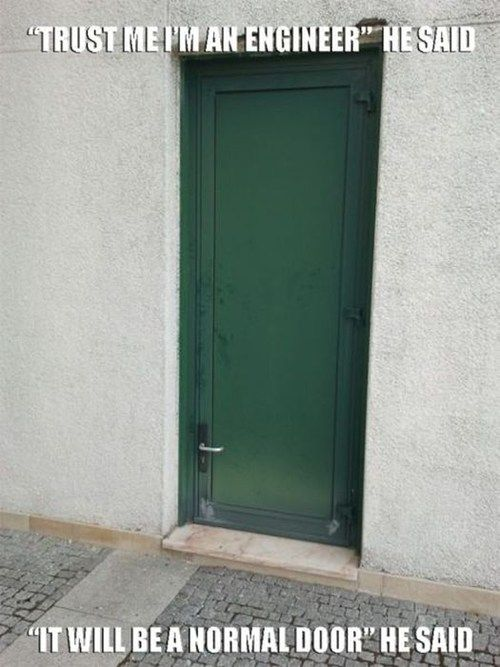 “TRUST ME I’M AN ENGINEER” HE SAID
“IT WILL BE A NORMAL DOOR” HE SAID